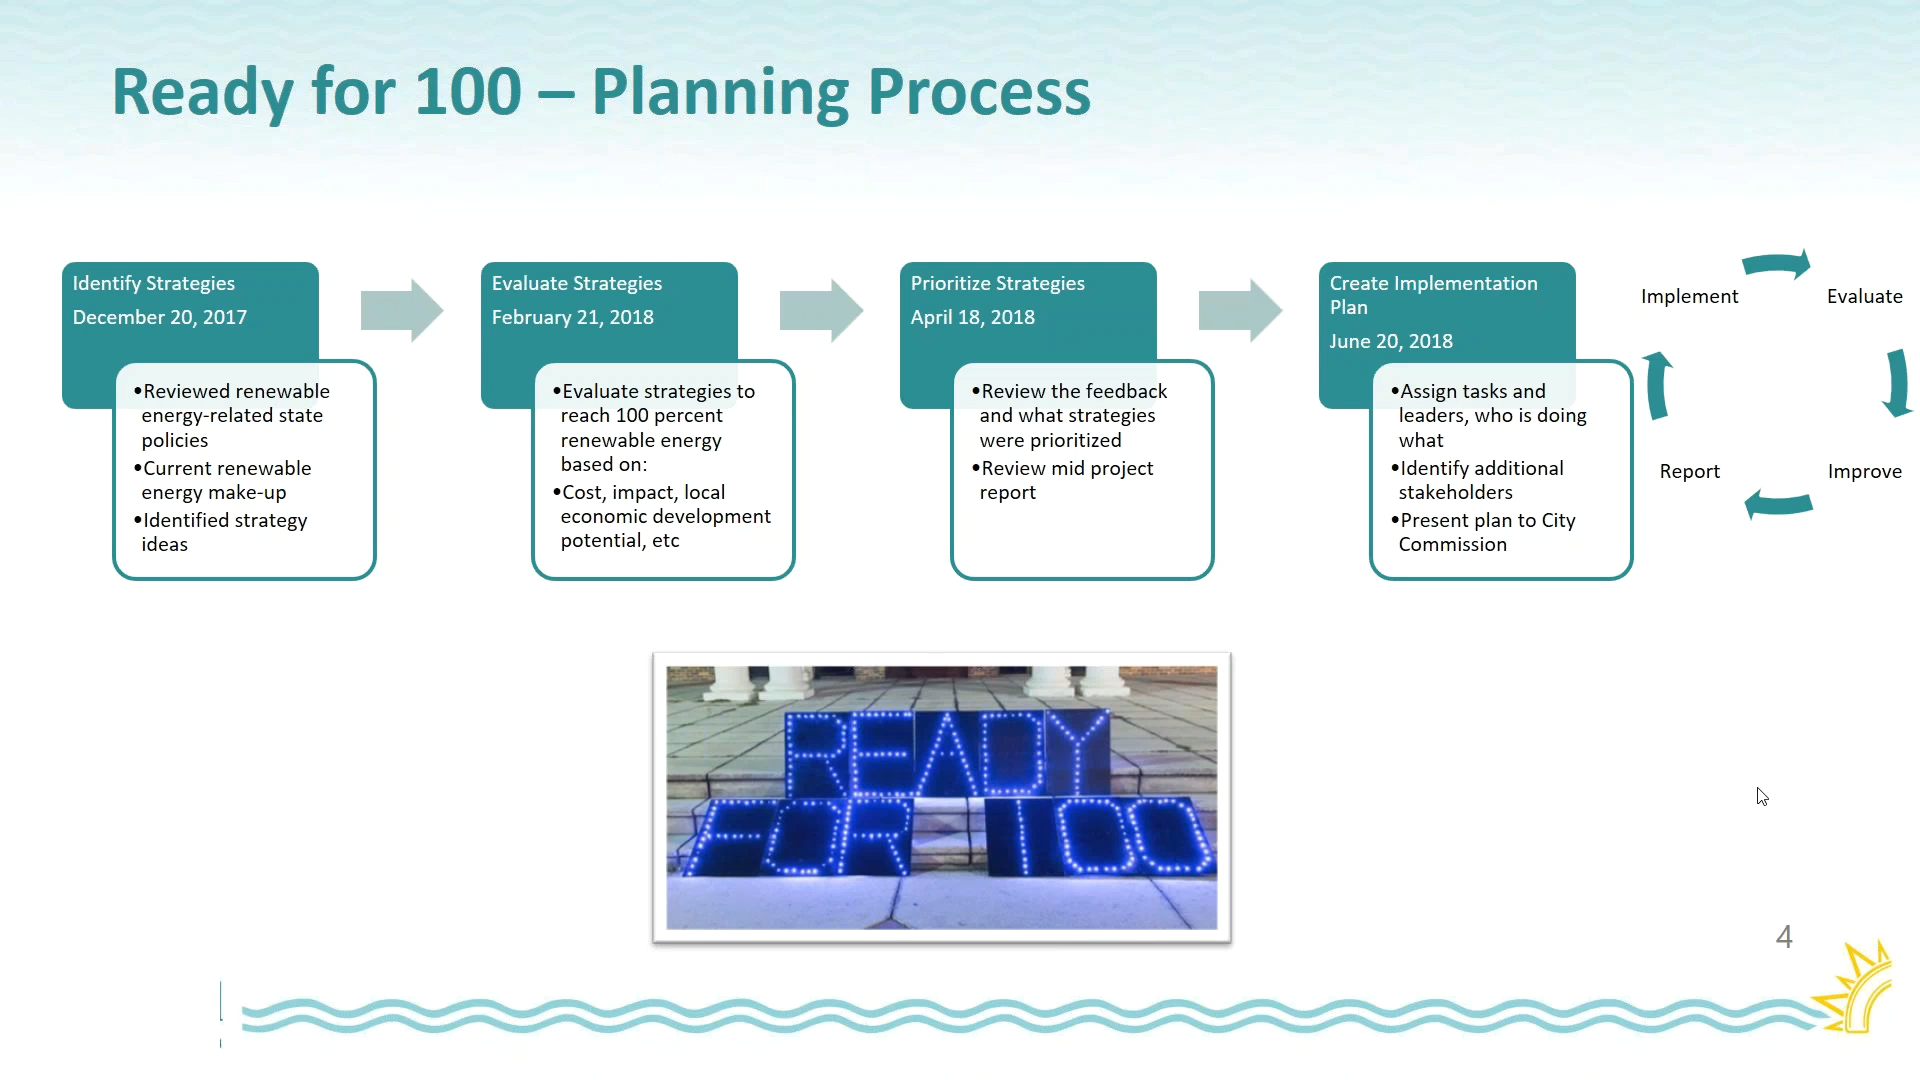 Ready for 100 – Planning Process
Identify Strategies
December 20, 2017
•Reviewed renewable
energy-related state
policies
•Current renewable
energy make-up
•Identified strategy
ideas
Evaluate Strategies
February 21, 2018
•Evaluate strategies to
reach 100 percent
renewable energy
based on:
•Cost, impact, local
economic development
potential, etc
Prioritize Strategies
April 18, 2018
•Review the feedback
and what strategies
were prioritized
•Review mid project
report
Create Implementation
Plan
June 20, 2018
•Assign tasks and
leaders, who is doing
what
•Identify additional
stakeholders
•Present plan to City
Commission
Implement
Evaluate
Improve
Report
READY
FOR 100
4